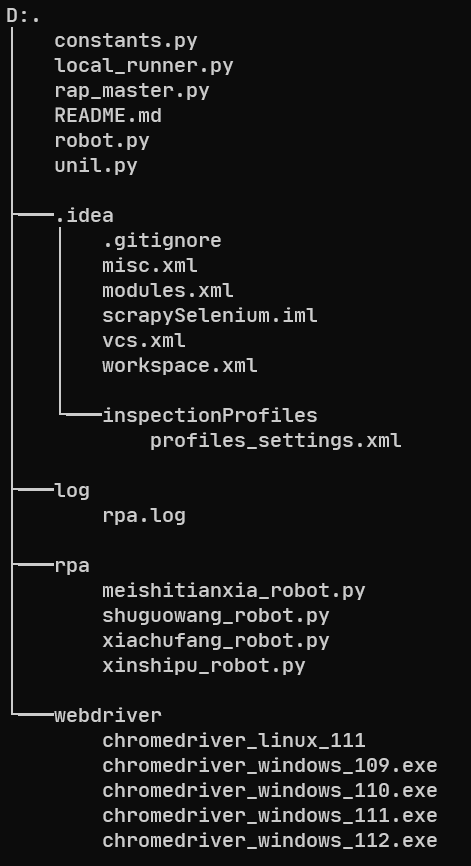 D:.
constants.py
local_runner.py
rap_master.py
README.md
robot.py
unil.py
.idea
.gitignore
misc.xml
modules.xml
scrapySelenium.iml
vcs.xml
workspace.xml
inspectionProfiles
profiles_settings.xml
log
rpa.log
rpa
meishitianxia_robot.py
shuguowang_robot.py
xiachufang_robot.py
xinshipu_robot.py
webdriver
chromedriver_linux_111
chromedriver_windows_109.exe
chromedriver_windows_110.exe
chromedriver_windows_111.exe
chromedriver_windows_112.exe